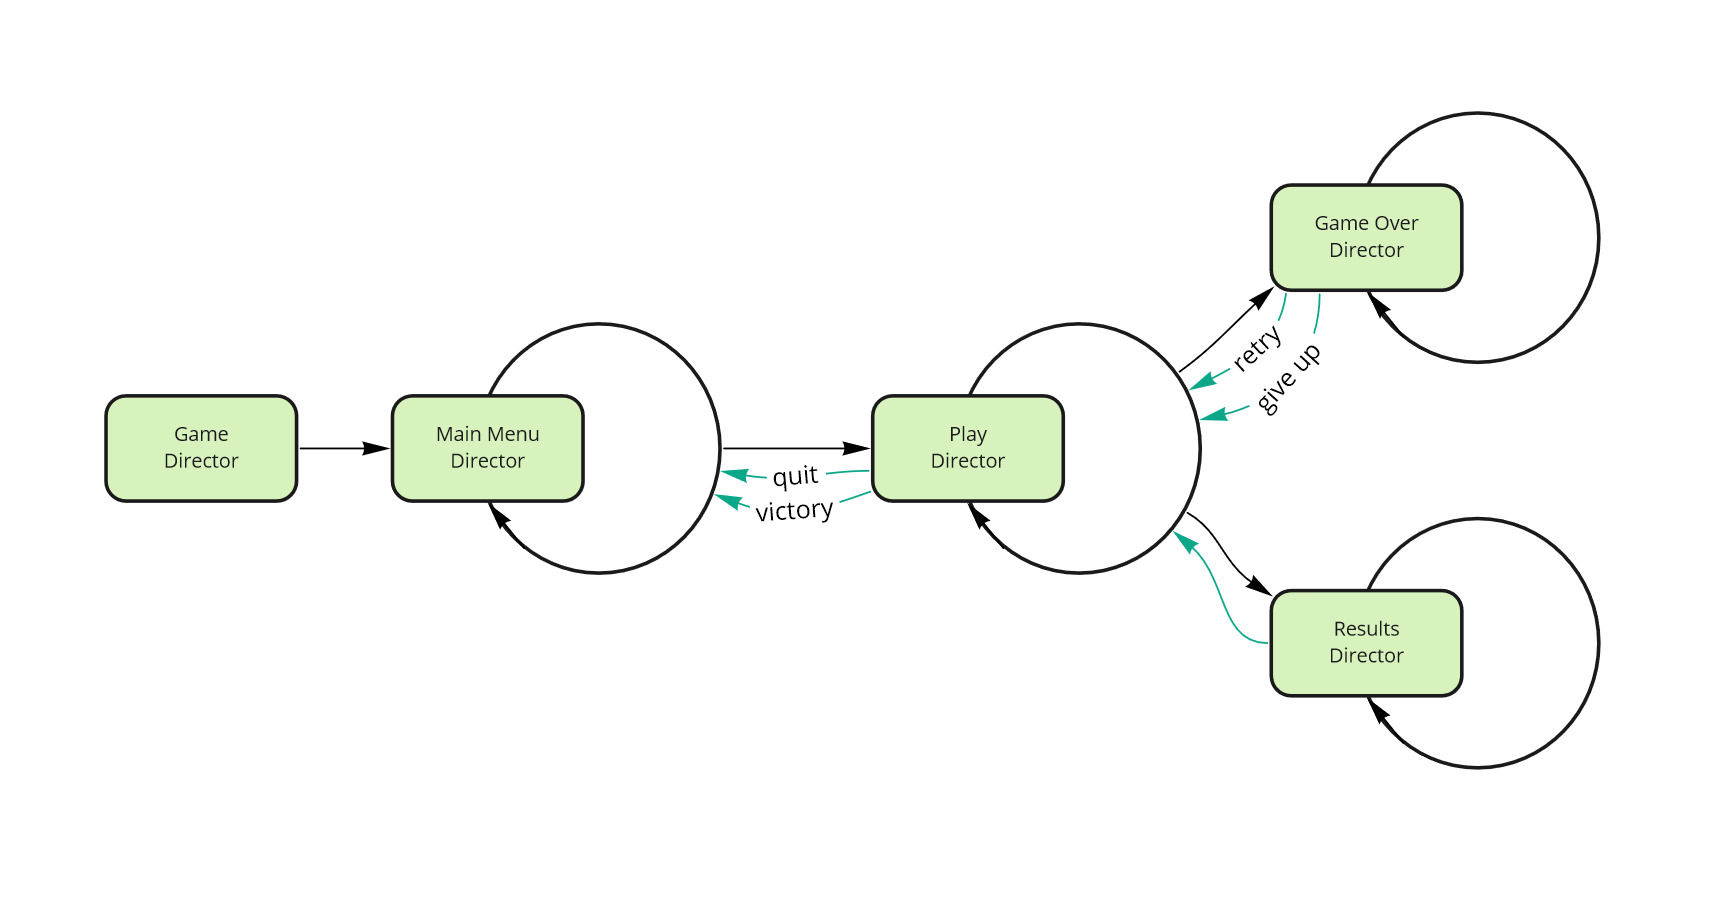 Game
Director
Main Menu
Director
quit
victory
Play
Director
Game Over
Director
retry
give up
Results
Director